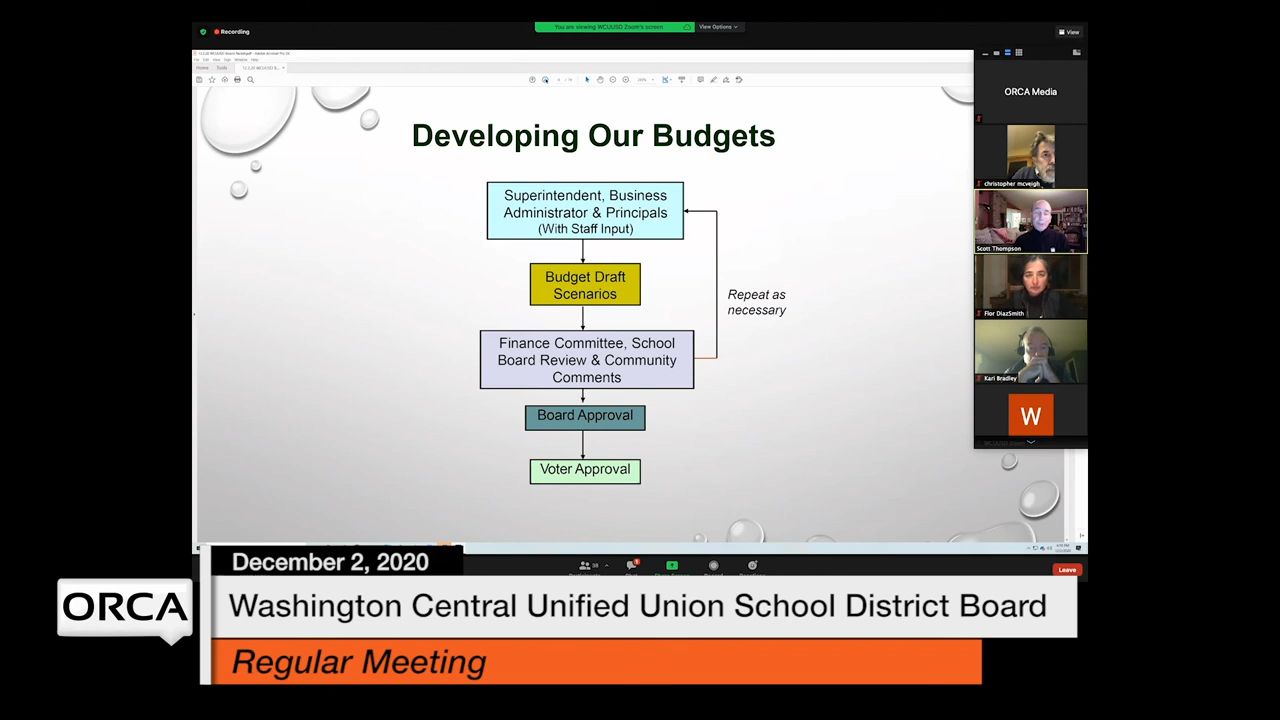 Recording
You are viewing WCUUSD Zoom's screen
View Options
View
Home Tools
ORCA Media
Developing Our Budgets
christopher mcveigh
Superintendent, Business
Administrator & Principals
(With Staff Input)
Scott Thompson
Budget Draft
Scenarios
Repeat as
necessary
Flor DiazSmith
Finance Committee, School
Board Review & Community
Comments
Kari Bradley
Board Approval
W
Voter Approval
December 2, 2020
Leave
ORCA
Washington Central Unified Union School District Board
Regular Meeting